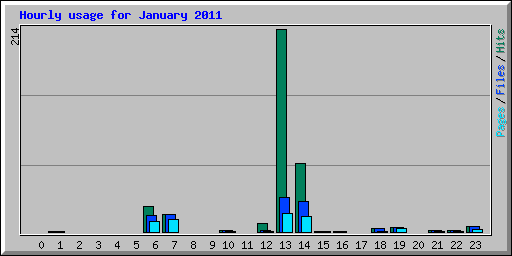 Hourly usage for January 2011
214
Pages/Files/Hits
0 1 2 3 4 5 6 7 8 9 10 11 12 13 14 15 16 17 18 19 20 21 22 23